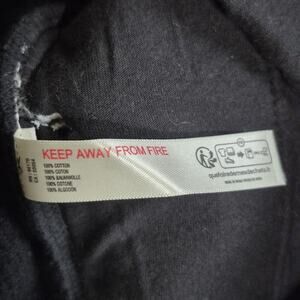 KEEP AWAY FROM FIRE
100% COTTON
100% COTON
100% BAUMWOLLE
100% COTONE
100% ALGODÓN
quefairedemesdechets.fr